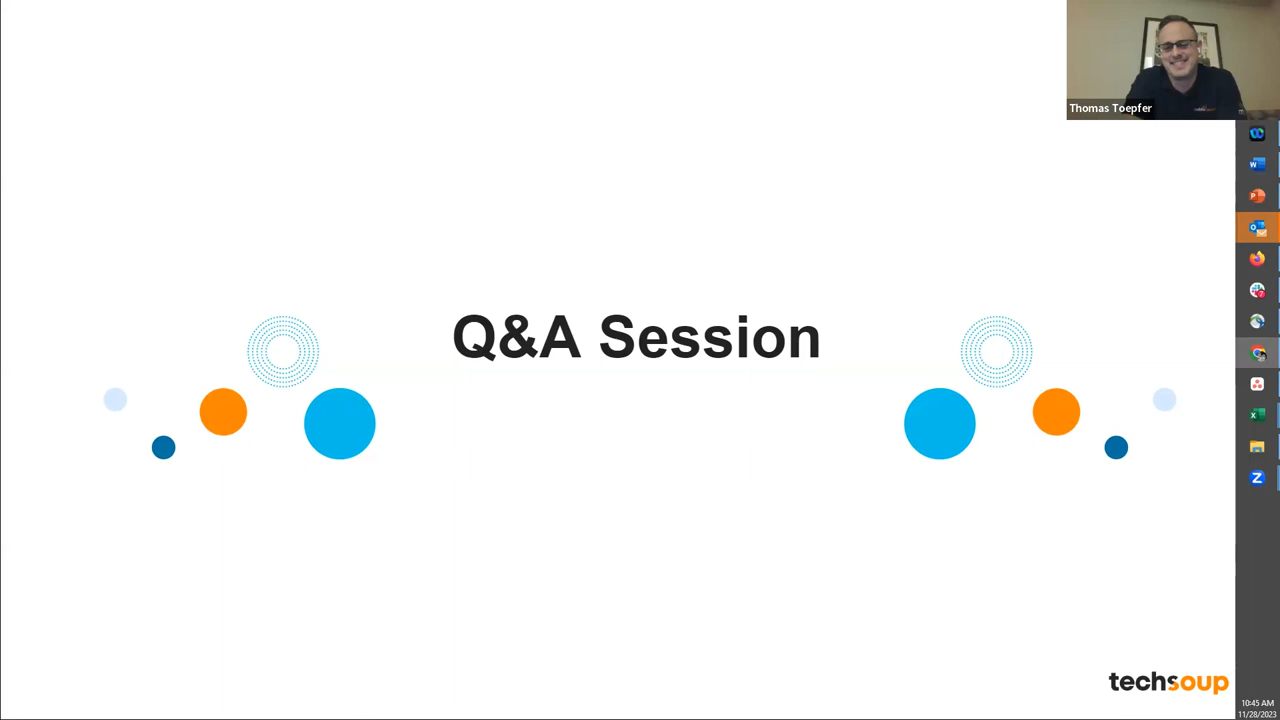 Thomas Toepfer
Q&A Session
techsoup
10:45 AM
11/28/2023